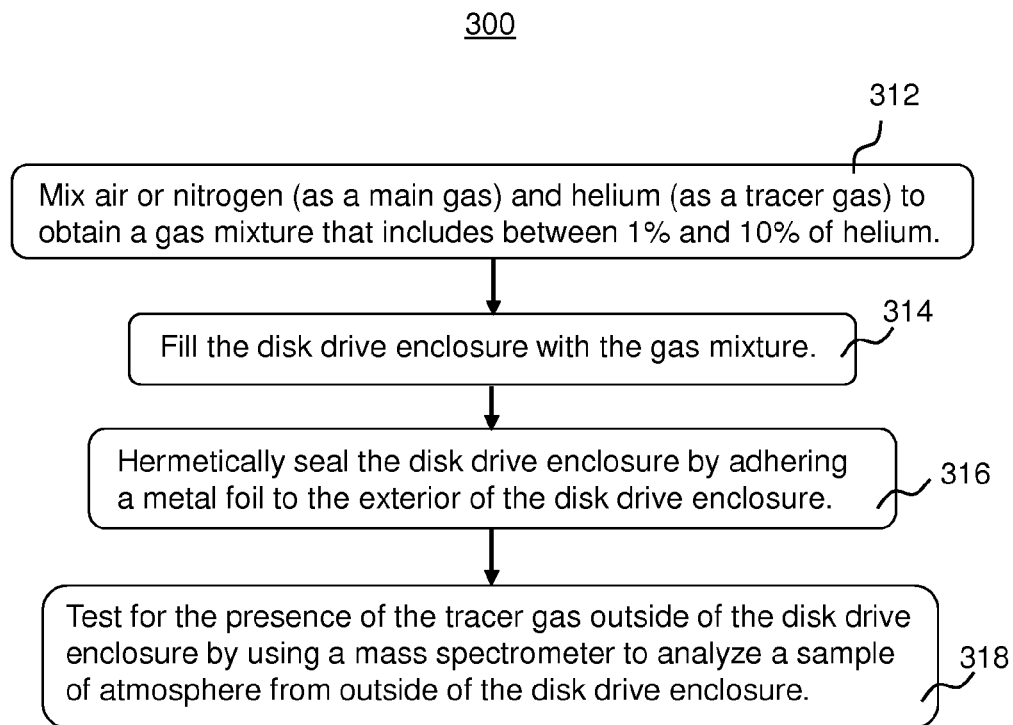 300
312
Mix air or nitrogen (as a main gas) and helium (as a tracer gas) to
obtain a gas mixture that includes between 1% and 10% of helium.
314
Fill the disk drive enclosure with the gas mixture.
Hermetically seal the disk drive enclosure by adhering
a metal foil to the exterior of the disk drive enclosure.
316
Test for the presence of the tracer gas outside of the disk drive
enclosure by using a mass spectrometer to analyze a sample
of atmosphere from outside of the disk drive enclosure.
318